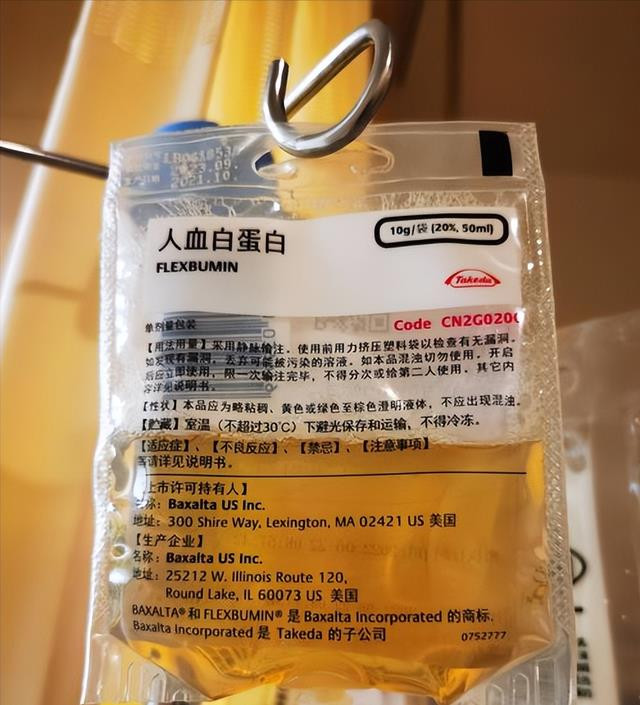 LB061853
2023.09.
2021.10.
人血白蛋白
FLEXBUMIN
10g/袋 (20%, 50ml)
Takeda
单剂量包装
Code CN2G020
【用法用量】采用静脉输注。使用前用力挤压塑料袋以检查有无漏洞。
如发现有漏洞，丢弃可能被污染的溶液。如本品混浊切勿使用。开启
后应立即使用，限一次输注完毕，不得分次或给第二人使用。其它内
容详见说明书。
【性状】本品应为略粘稠、黄色或绿色至棕色澄明液体，不应出现混浊。
【贮藏】室温（不超过30℃）下避光保存和运输，不得冷冻。
【适应症】、【不良反应】、【禁忌】、【注意事项】
等请详见说明书。
【上市许可持有人】
名称：Baxalta US Inc.
地址：300 Shire Way, Lexington, MA 02421 US 美国
【生产企业】
名称：Baxalta US Inc.
地址：25212 W. Illinois Route 120,
Round Lake, IL 60073 US 美国
BAXALTA® 和 FLEXBUMIN® 是 Baxalta Incorporated 的商标.
Baxalta Incorporated 是 Takeda 的子公司
0752777